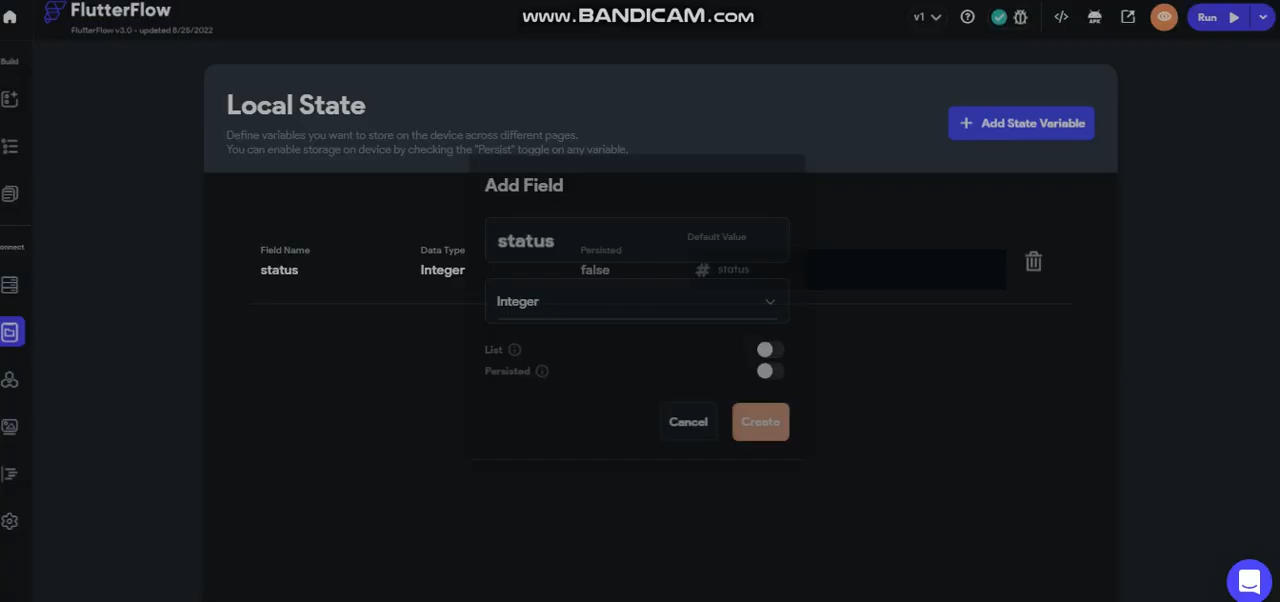 FlutterFlow
FlutterFlow v3.0 - updated 8/25/2022
www.BANDICAM.com
v1
Run
Build
Local State
Define variables you want to store on the device across different pages.
You can enable storage on device by checking the "Persist" toggle on any variable.
+ Add State Variable
Add Field
status
Field Name
Data Type
Persisted
Default Value
status
Integer
false
# status
Integer
onnect
List
Persisted
Cancel
Create